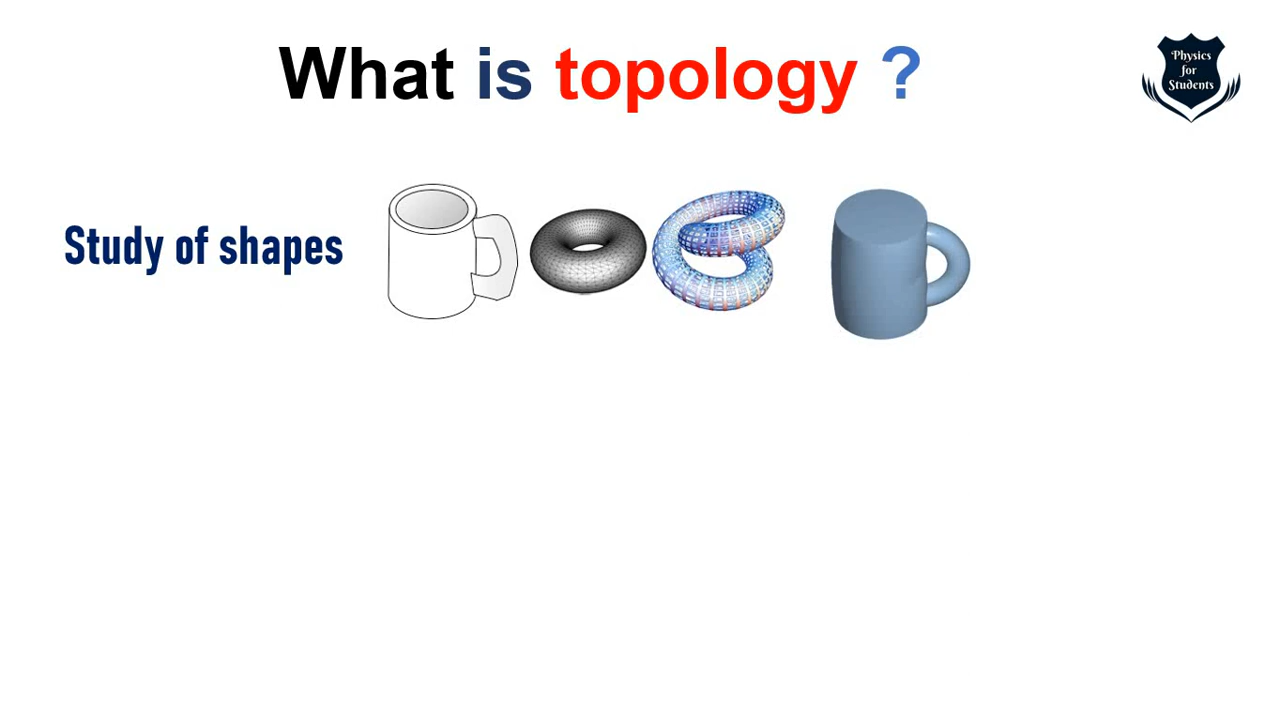 What is topology ?
Physics
for
Students
Study of shapes